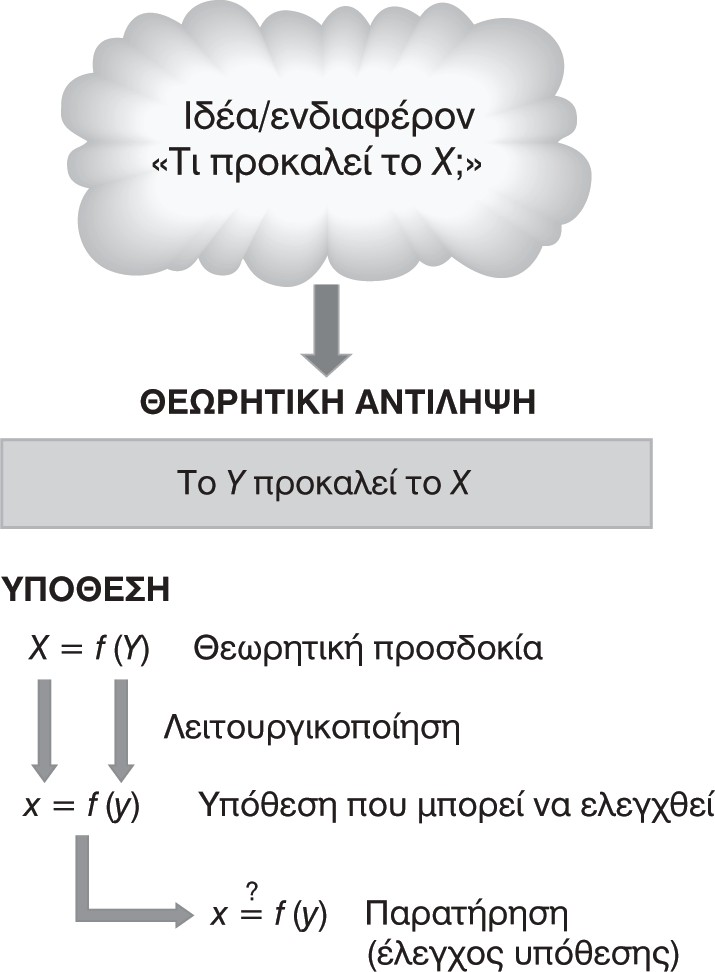 Ιδέα/ενδιαφέρον
«Τι προκαλεί το X;»
ΘΕΩΡΗΤΙΚΗ ΑΝΤΙΛΗΨΗ
Το Y προκαλεί το X
ΥΠΟΘΕΣΗ
X = f (Y) Θεωρητική προσδοκία
Λειτουργικοποίηση
x = f (y) Υπόθεση που μπορεί να ελεγχθεί
?
x = f (y) Παρατήρηση
(έλεγχος υπόθεσης)